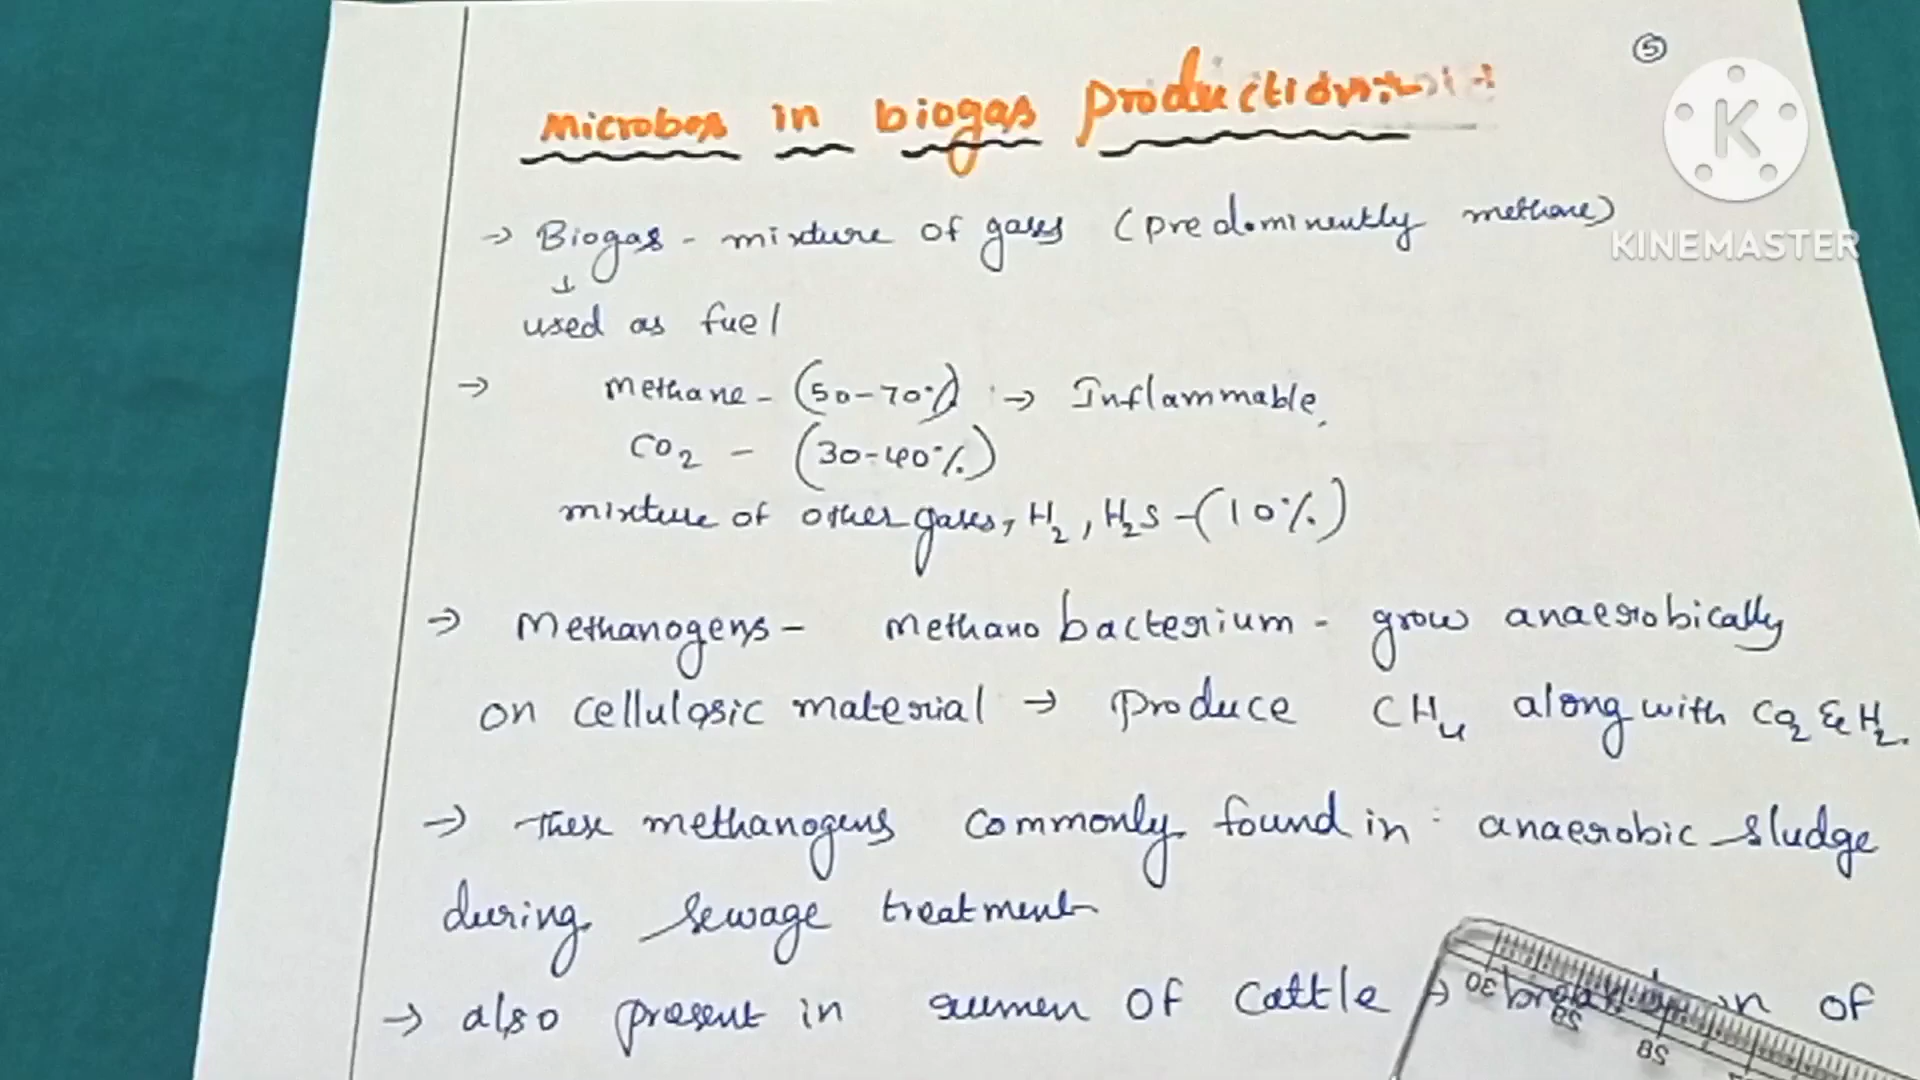 5
K
KINEMASTER
Microbes in biogas production:-
→ Biogas - mixture of gases (predominently methane)
↓
used as fuel
→ methane - (50-70%) → Inflammable
CO2 - (30-40%)
mixture of other gases, H2, H2S - (10%)
→ Methanogens - methanobacterium - grow anaerobically
on cellulosic material → produce CH4 along with CO2 & H2.
→ These methanogens commonly found in: anaerobic sludge
during sewage treatment
→ also present in rumen of cattle → of
30
28